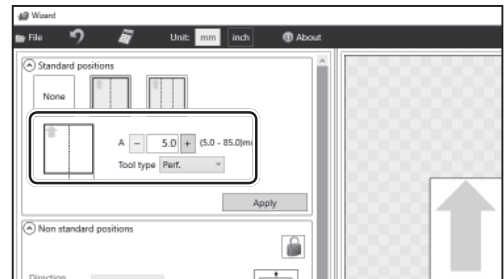 Wizard
File Unit: mm inch About
Standard positions
None
A − 5.0 + (5.0 - 85.0)m
Tool type Perf.
Apply
Non standard positions
Direction